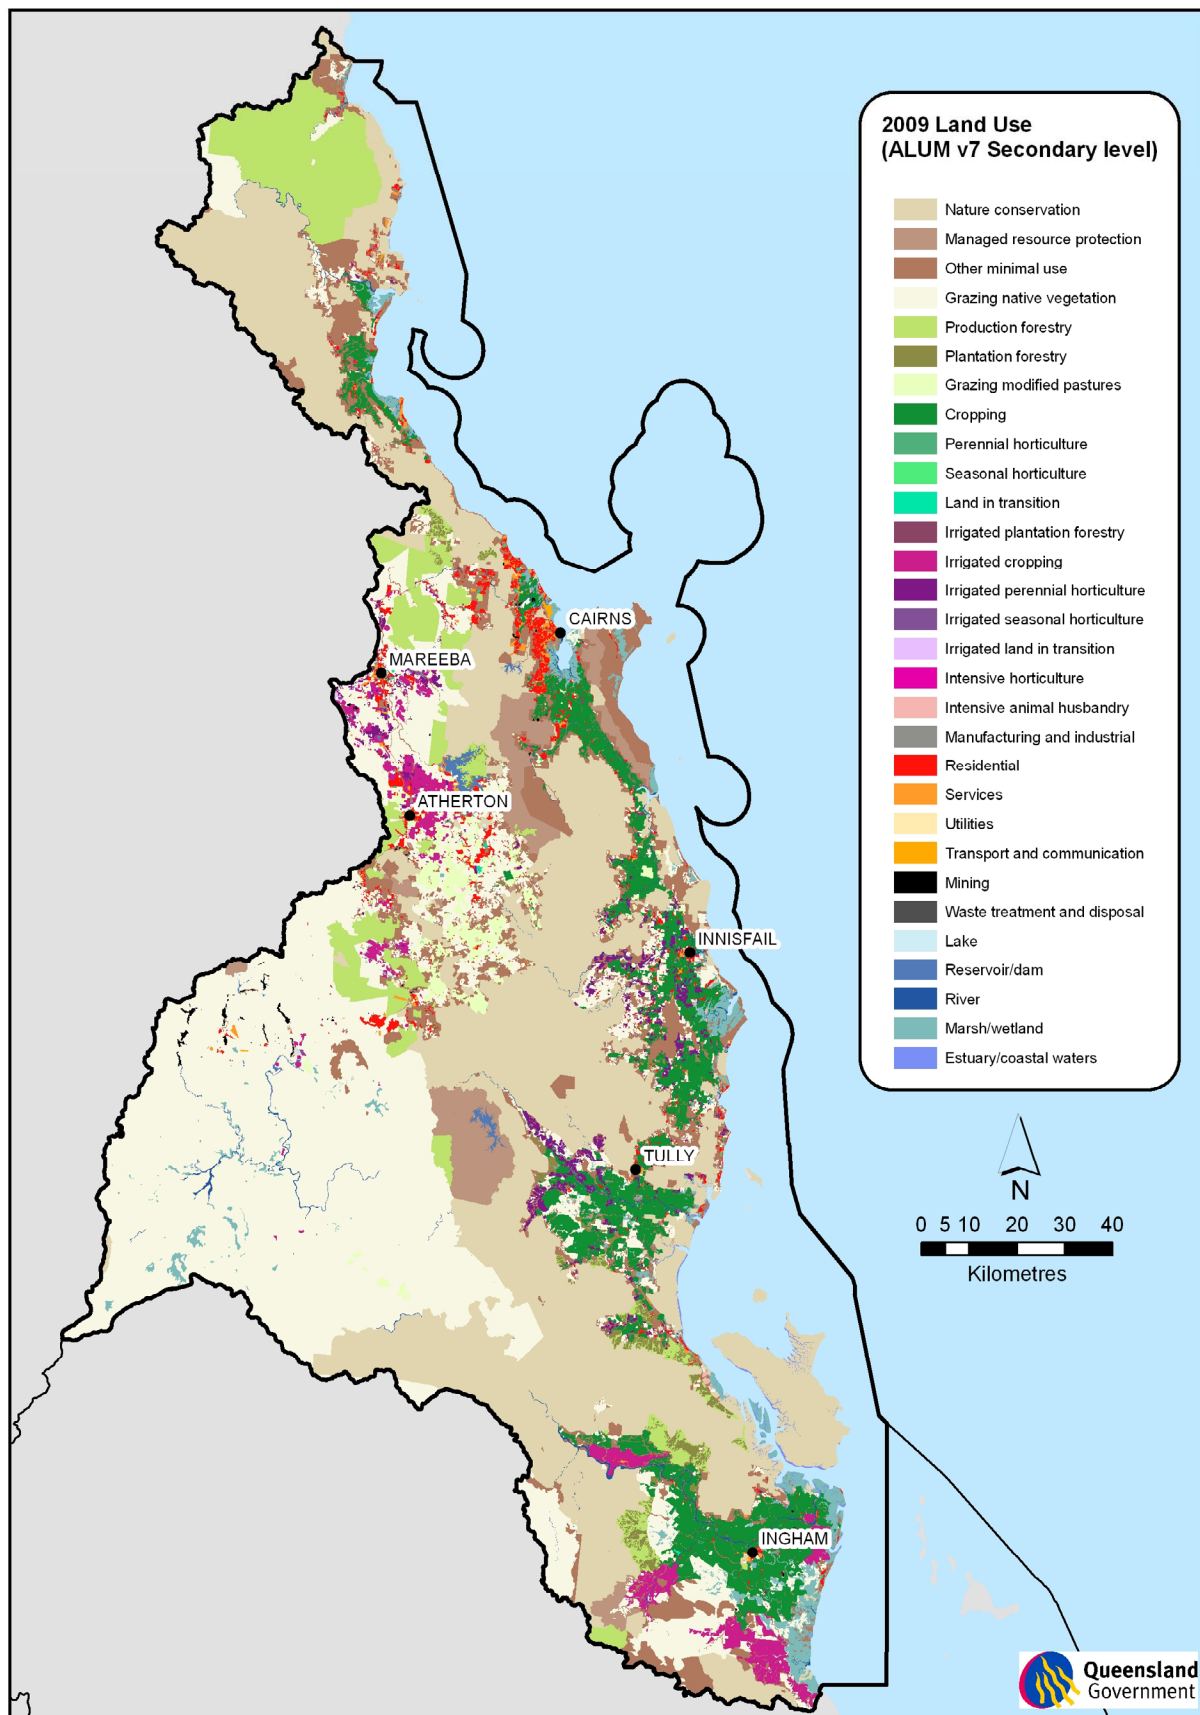 2009 Land Use
(ALUM v7 Secondary level)
Nature conservation
Managed resource protection
Other minimal use
Grazing native vegetation
Production forestry
Plantation forestry
Grazing modified pastures
Cropping
Perennial horticulture
Seasonal horticulture
Land in transition
Irrigated plantation forestry
Irrigated cropping
Irrigated perennial horticulture
Irrigated seasonal horticulture
Irrigated land in transition
Intensive horticulture
Intensive animal husbandry
Manufacturing and industrial
Residential
Services
Utilities
Transport and communication
Mining
Waste treatment and disposal
Lake
Reservoir/dam
River
Marsh/wetland
Estuary/coastal waters
CAIRNS
MAREEBA
ATHERTON
INNISFAIL
TULLY
INGHAM
N
0 5 10 20 30 40
Kilometres
Queensland
Government